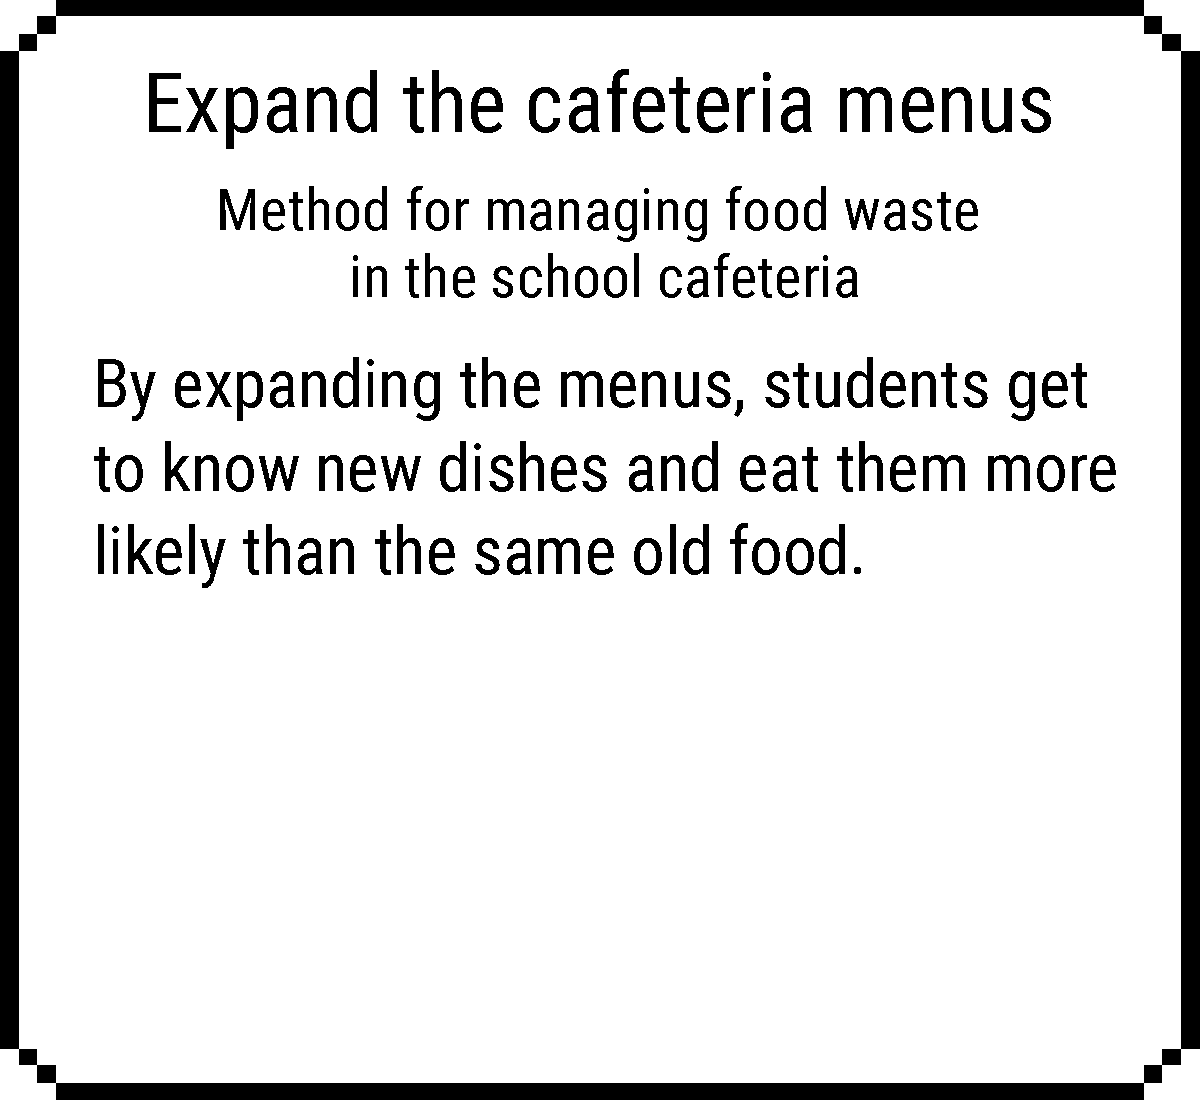 Expand the cafeteria menus
Method for managing food waste
in the school cafeteria
By expanding the menus, students get
to know new dishes and eat them more
likely than the same old food.